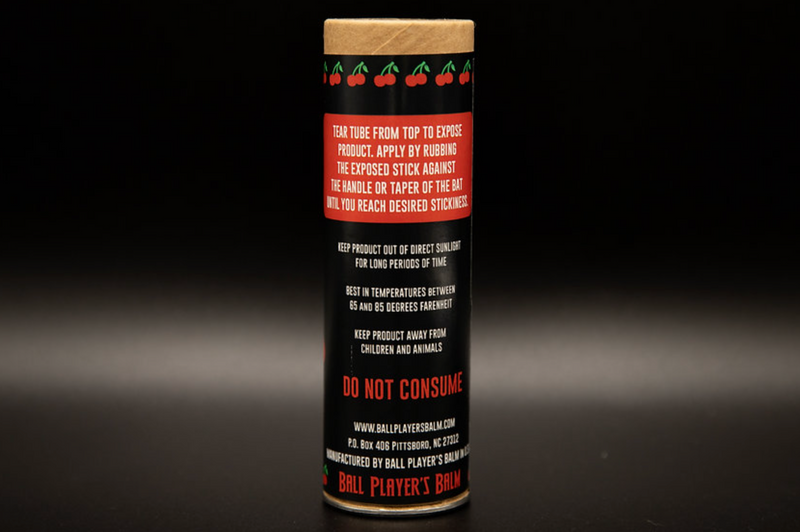 TEAR TUBE FROM TOP TO EXPOSE
PRODUCT. APPLY BY RUBBING
THE EXPOSED STICK AGAINST
THE HANDLE OR TAPER OF THE BAT
UNTIL YOU REACH DESIRED STICKINESS.
KEEP PRODUCT OUT OF DIRECT SUNLIGHT
FOR LONG PERIODS OF TIME
BEST IN TEMPERATURES BETWEEN
65 AND 85 DEGREES FARENHEIT
KEEP PRODUCT AWAY FROM
CHILDREN AND ANIMALS
DO NOT CONSUME
WWW.BALLPLAYERSBALM.COM
P.O. BOX 406 PITTSBORO, NC 27312
MANUFACTURED BY BALL PLAYER'S BALM IN
BALL PLAYER'S BALM